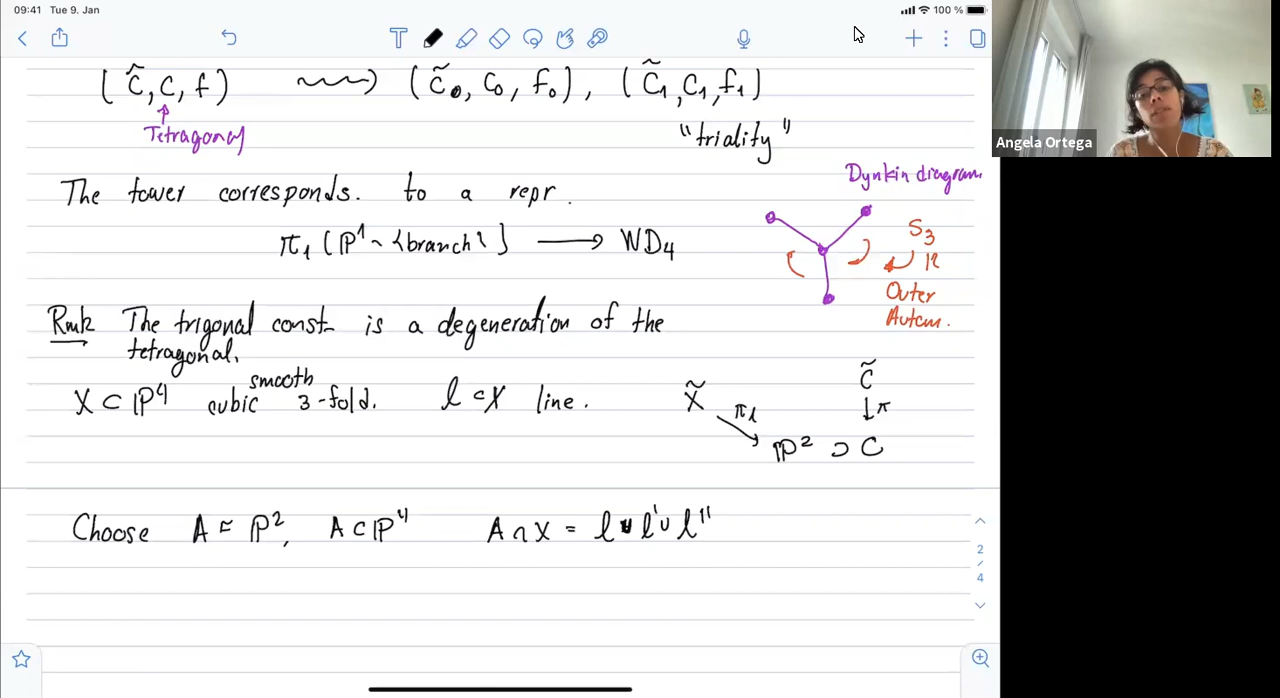 09:41 Tue 9. Jan
100 %
Angela Ortega
(C̃, C, f) ⇝ (C̃₀, C₀, f₀), (C̃₁, C₁, f₁)
Tetragonal
"triality"
Dynkin diagram
The tower corresponds. to a repr.
π₁(ℙ¹ ∖ {branch}) ⟶ WD₄
S₃
≅
Outer
Autom.
Rmk The trigonal const is a degeneration of the
tetragonal.
X ⊂ ℙ⁴ cubic smooth 3-fold. l ⊂ X line.
X̃ π_l ℙ² ⊃ C
C̃ ↓π
Choose A ≅ ℙ², A ⊂ ℙ⁴ A ∩ X = l ∪ l' ∪ l''
2
/
4